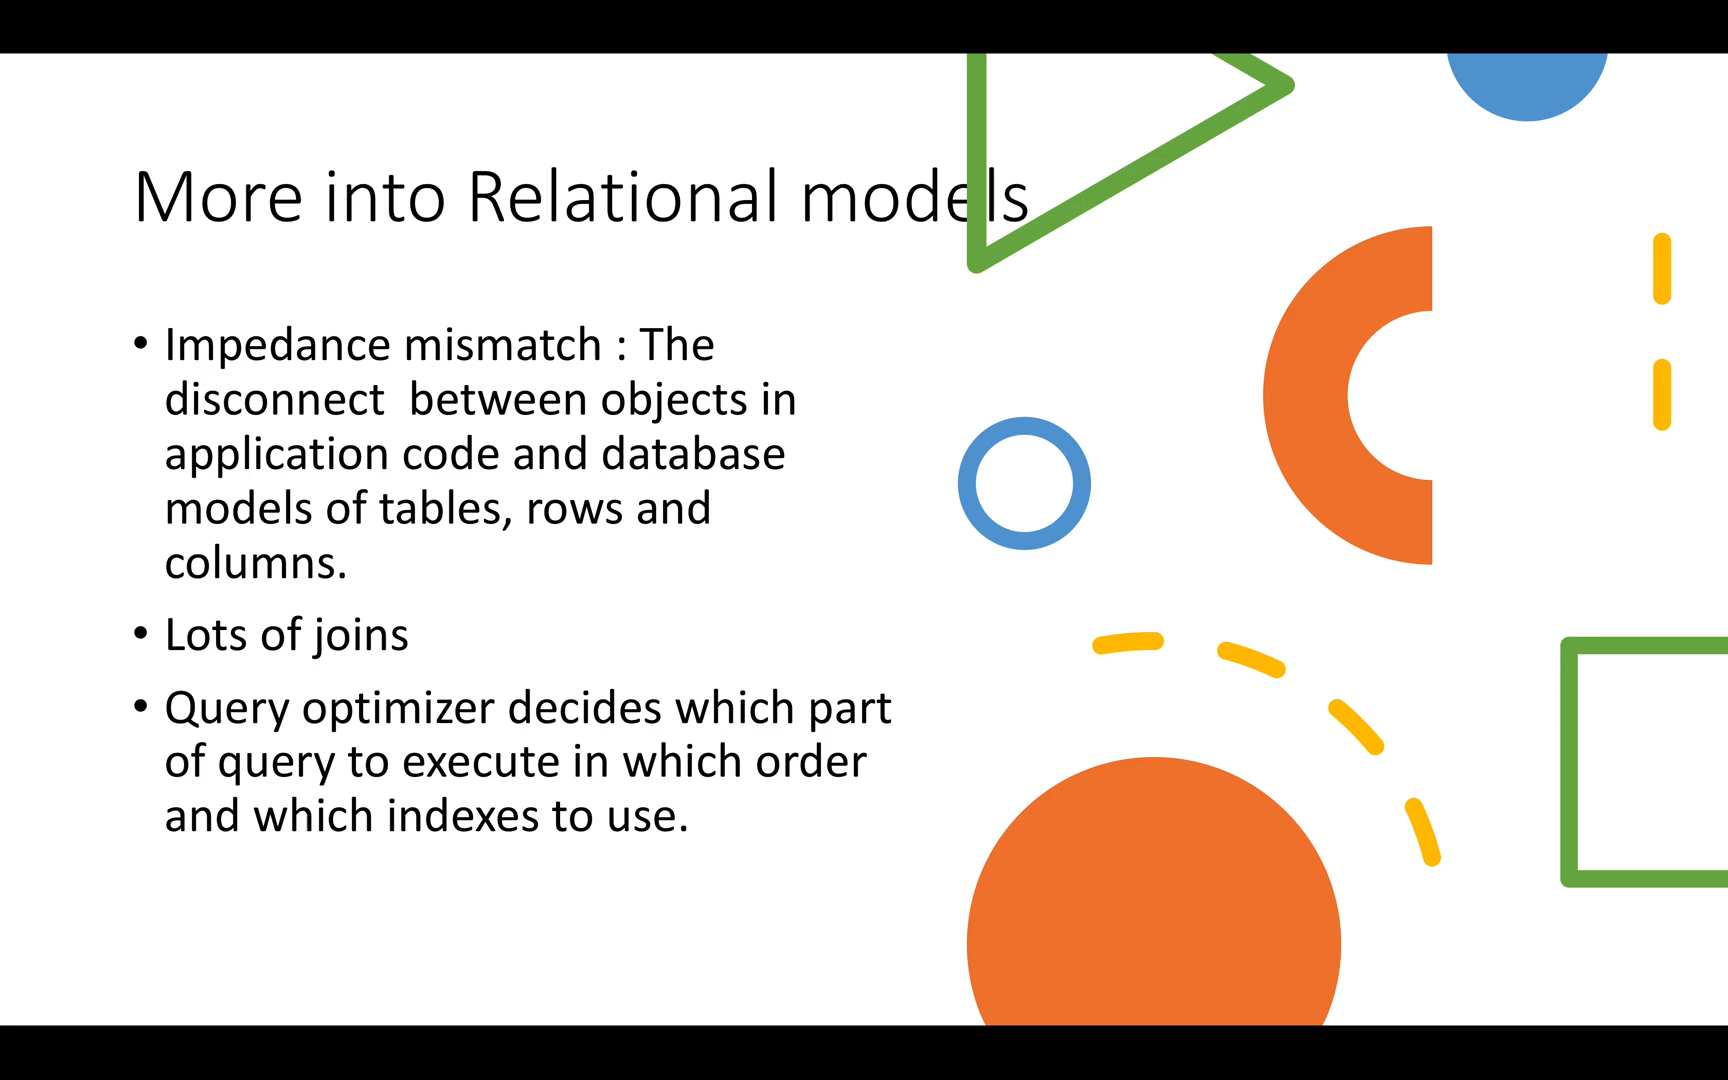 More into Relational models
• Impedance mismatch : The
disconnect  between objects in
application code and database
models of tables, rows and
columns.
• Lots of joins
• Query optimizer decides which part
of query to execute in which order
and which indexes to use.